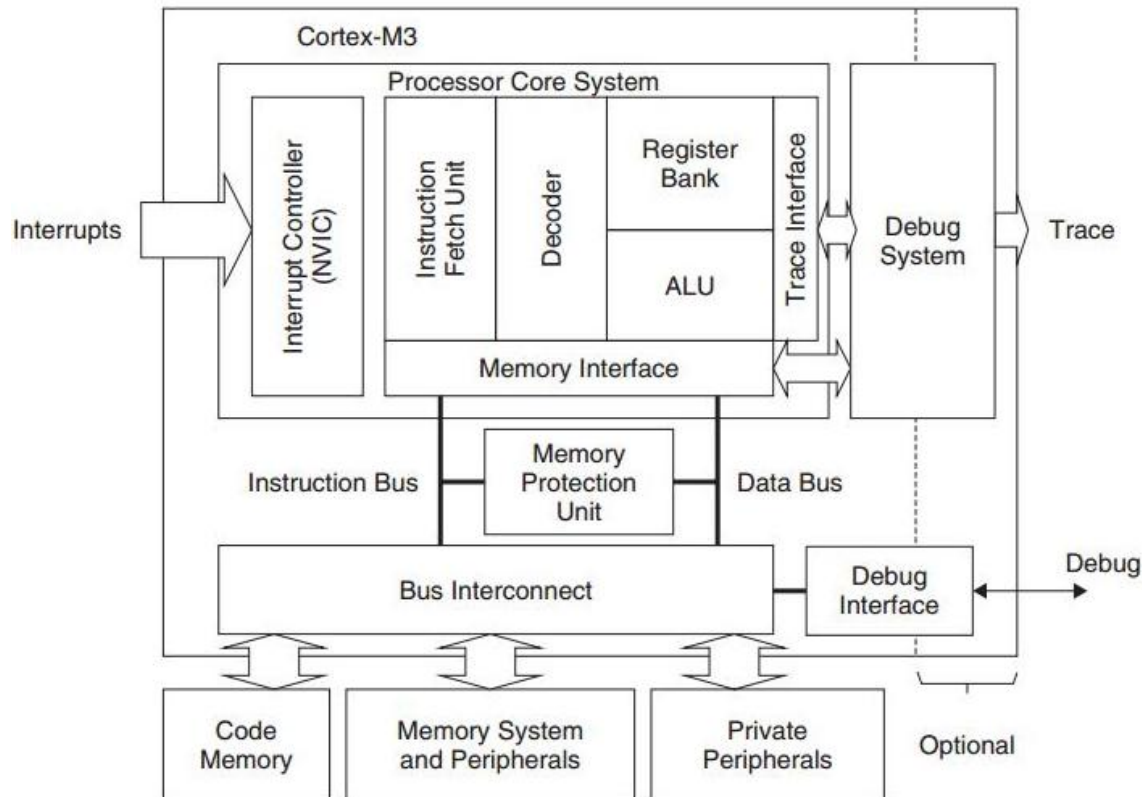 Cortex-M3
Processor Core System
Interrupts
Interrupt Controller
(NVIC)
Instruction
Fetch Unit
Decoder
Register
Bank
ALU
Trace Interface
Memory Interface
Debug
System
Trace
Instruction Bus
Memory
Protection
Unit
Data Bus
Bus Interconnect
Debug
Interface
Debug
Code
Memory
Memory System
and Peripherals
Private
Peripherals
Optional